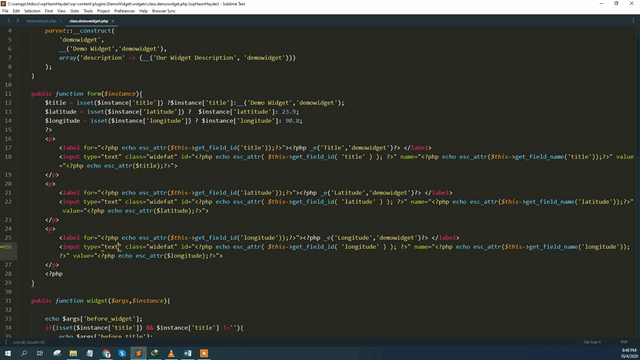 C:\xampp\htdocs\wpHasinHayder\wp-content\plugins\DemoWidget\widgets\class.demowidget.php (wpHasinHayder) - Sublime Text
File Edit Selection Find View Goto Tools Project Preferences Help Browser Sync
demowidget.php class.demowidget.php
4 parent::__construct(
5 'demowidget',
6 __('Demo Widget','demowidget'),
7 array('description' => (__('Our Widget Description', 'demowidget')))
8 );
9 }
10
11 public function form($instance){
12 $title = isset($instance['title']) ?$instance['title']:__('Demo Widget','demowidget');
13 $latitude = isset($instance['latitude']) ? $instance['latitude']: 23.9;
14 $longitude = isset($instance['longitude']) ? $instance['longitude']: 90.8;
15 ?>
16 <p>
17 <label for="<?php echo esc_attr($this->get_field_id('title'));?>"><?php _e('Title','demowidget')?> </label>
18 <input type="text" class="widefat" id="<?php echo esc_attr( $this->get_field_id( 'title' ) ); ?>" name="<?php echo esc_attr($this->get_field_name('title'));?>" value
="<?php echo esc_attr($title);?>">
19 </p>
20 <p>
21 <label for="<?php echo esc_attr($this->get_field_id('latitude'));?>"><?php _e('Latitude','demowidget')?> </label>
22 <input type="text" class="widefat" id="<?php echo esc_attr( $this->get_field_id( 'latitude' ) ); ?>" name="<?php echo esc_attr($this->get_field_name('latitude'));?>"
value="<?php echo esc_attr($latitude);?>">
23 </p>
24 <p>
25 <label for="<?php echo esc_attr($this->get_field_id('longitude'));?>"><?php _e('Longitude','demowidget')?> </label>
26 <input type="text" class="widefat" id="<?php echo esc_attr( $this->get_field_id( 'longitude' ) ); ?>" name="<?php echo esc_attr($this->get_field_name('longitude'));
?>" value="<?php echo esc_attr($longitude);?>">
27 </p>
28 <?php
29 }
30
31 public function widget($args,$instance){
32
33 echo $args['before_widget'];
34 if(isset($instance['title']) && $instance['title'] !=''){
35 echo $args['before_title'];
Line 26, Column 28 Tab Size: 4 PHP
8:48 PM
10/4/2020